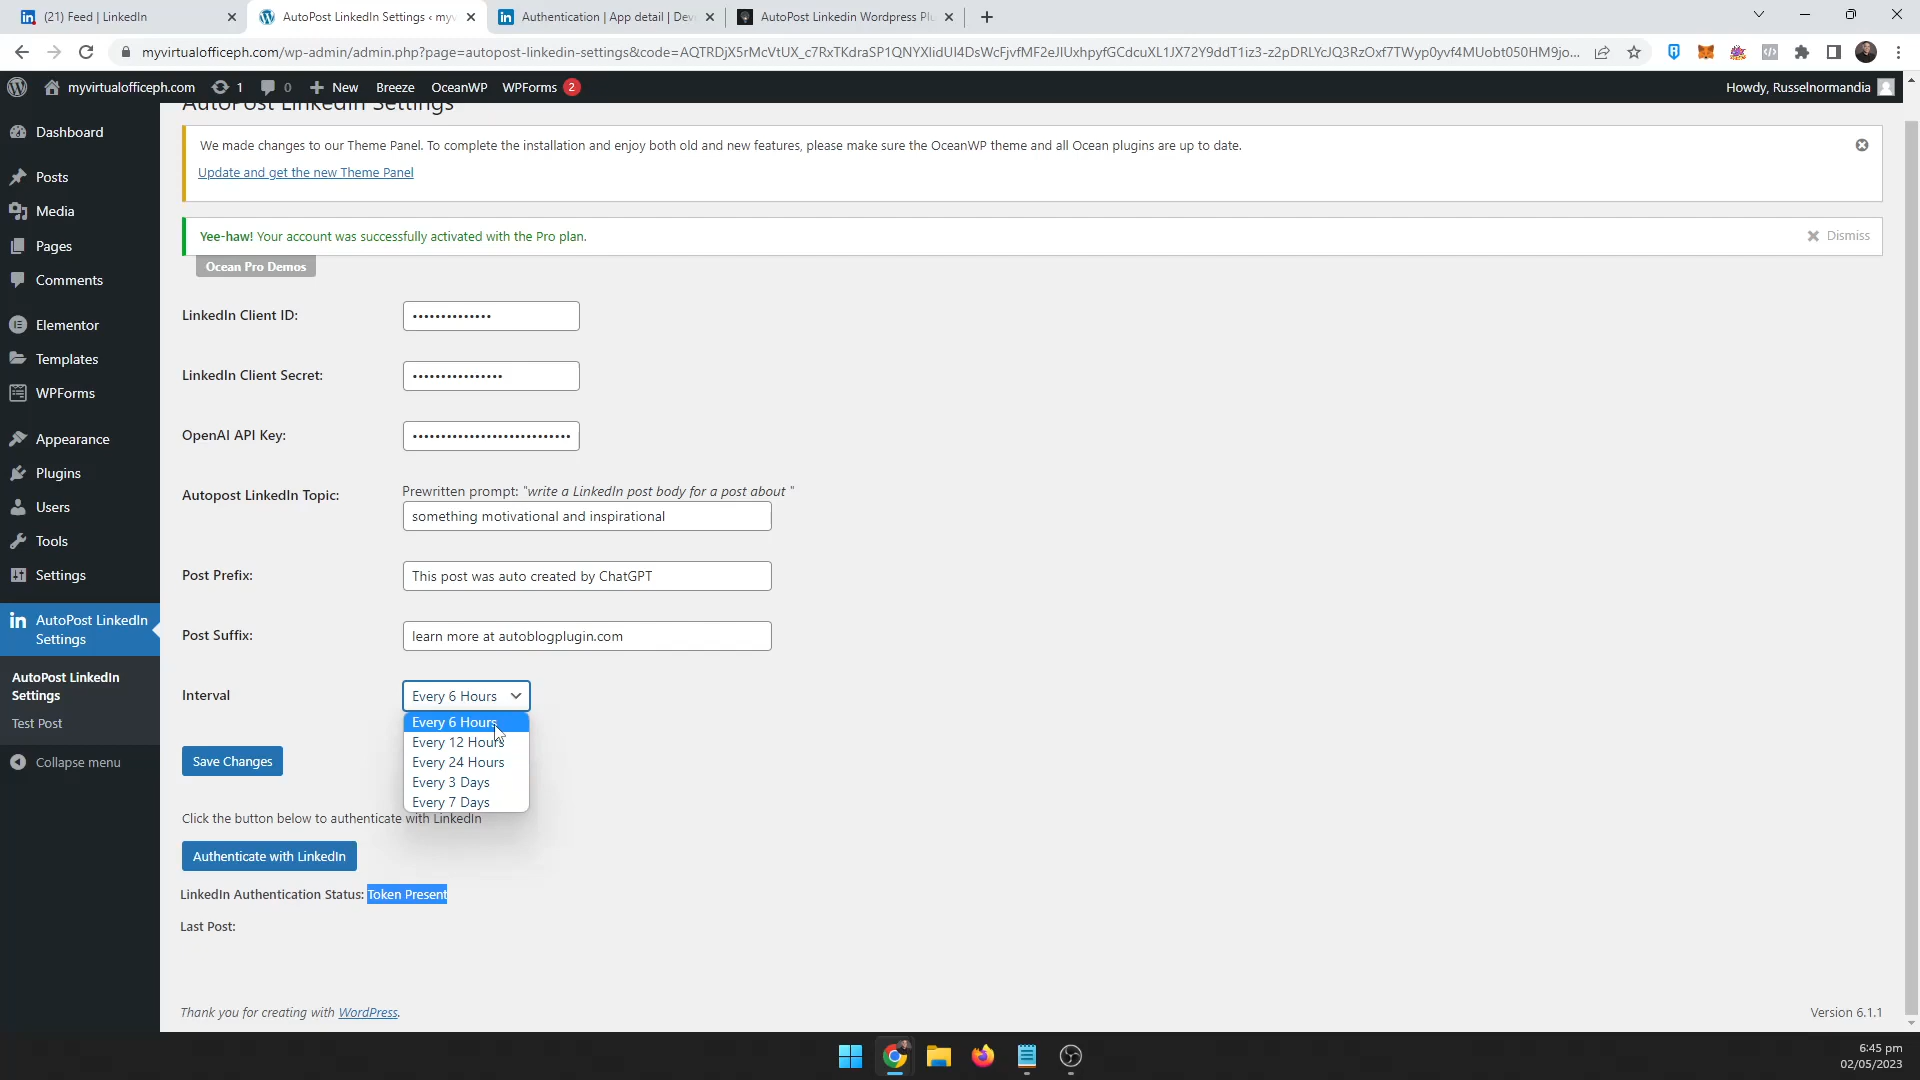 (21) Feed | LinkedIn
AutoPost LinkedIn Settings ‹ myv
Authentication | App detail | Dev
AutoPost Linkedin Wordpress Plu
myvirtualofficeph.com/wp-admin/admin.php?page=autopost-linkedin-settings&code=AQTRDjX5rMcVtUX_c7RxTKdraSP1QNYXlidUI4DsWcFjvfMF2eJIUxhpyfGCdcuXL1JX72Y9ddT1iz3-z2pDRLYcJQ3RzOxf7TWyp0yvf4MUobt050HM9jo...
myvirtualofficeph.com
1
0
New
Breeze
OceanWP
WPForms
2
Howdy, Russelnormandia
AutoPost LinkedIn Settings
Dashboard
Posts
Media
Pages
Comments
Elementor
Templates
WPForms
Appearance
Plugins
Users
Tools
Settings
AutoPost LinkedIn
Settings
AutoPost LinkedIn
Settings
Test Post
Collapse menu
We made changes to our Theme Panel. To complete the installation and enjoy both old and new features, please make sure the OceanWP theme and all Ocean plugins are up to date.
Update and get the new Theme Panel
Yee-haw! Your account was successfully activated with the Pro plan.
Dismiss
Ocean Pro Demos
LinkedIn Client ID:
LinkedIn Client Secret:
OpenAI API Key:
Autopost LinkedIn Topic:
Prewritten prompt: "write a LinkedIn post body for a post about "
something motivational and inspirational
Post Prefix:
This post was auto created by ChatGPT
Post Suffix:
learn more at autoblogplugin.com
Interval
Every 6 Hours
Every 6 Hours
Every 12 Hours
Every 24 Hours
Every 3 Days
Every 7 Days
Save Changes
Click the button below to authenticate with LinkedIn
Authenticate with LinkedIn
LinkedIn Authentication Status: Token Present
Last Post:
Thank you for creating with WordPress.
Version 6.1.1
6:45 pm
02/05/2023